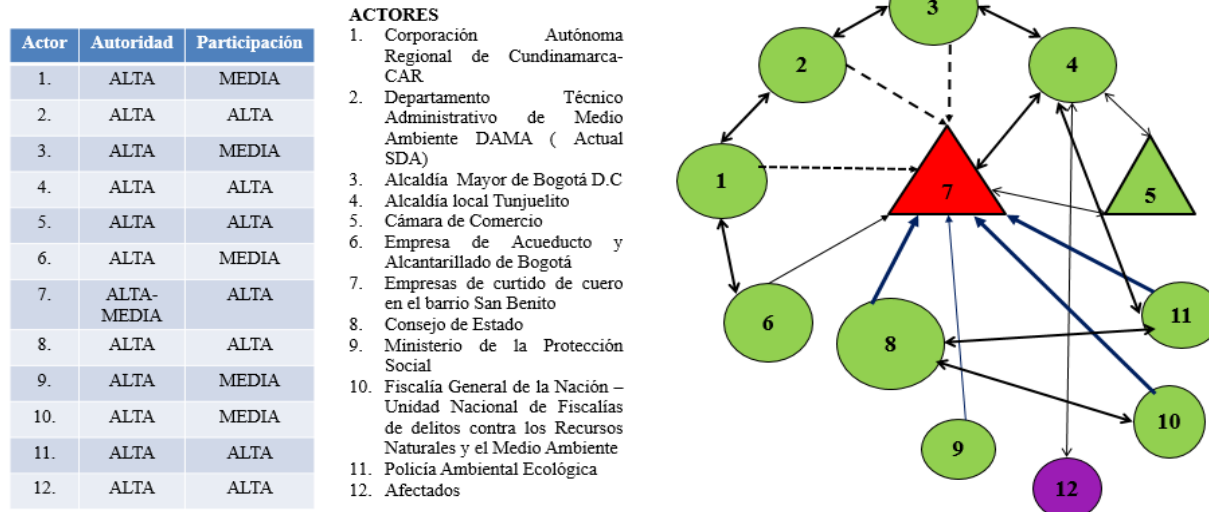 Actor Autoridad Participación
1. ALTA MEDIA
2. ALTA ALTA
3. ALTA MEDIA
4. ALTA ALTA
5. ALTA ALTA
6. ALTA MEDIA
7. ALTA-
MEDIA ALTA
8. ALTA ALTA
9. ALTA MEDIA
10. ALTA MEDIA
11. ALTA ALTA
12. ALTA ALTA
ACTORES
1. Corporación Autónoma
Regional de Cundinamarca-
CAR
2. Departamento Técnico
Administrativo de Medio
Ambiente DAMA ( Actual
SDA)
3. Alcaldía Mayor de Bogotá D.C
4. Alcaldía local Tunjuelito
5. Cámara de Comercio
6. Empresa de Acueducto y
Alcantarillado de Bogotá
7. Empresas de curtido de cuero
en el barrio San Benito
8. Consejo de Estado
9. Ministerio de la Protección
Social
10. Fiscalía General de la Nación –
Unidad Nacional de Fiscalías
de delitos contra los Recursos
Naturales y el Medio Ambiente
11. Policía Ambiental Ecológica
12. Afectados
3
2
4
1
7
5
6
8
11
10
9
12